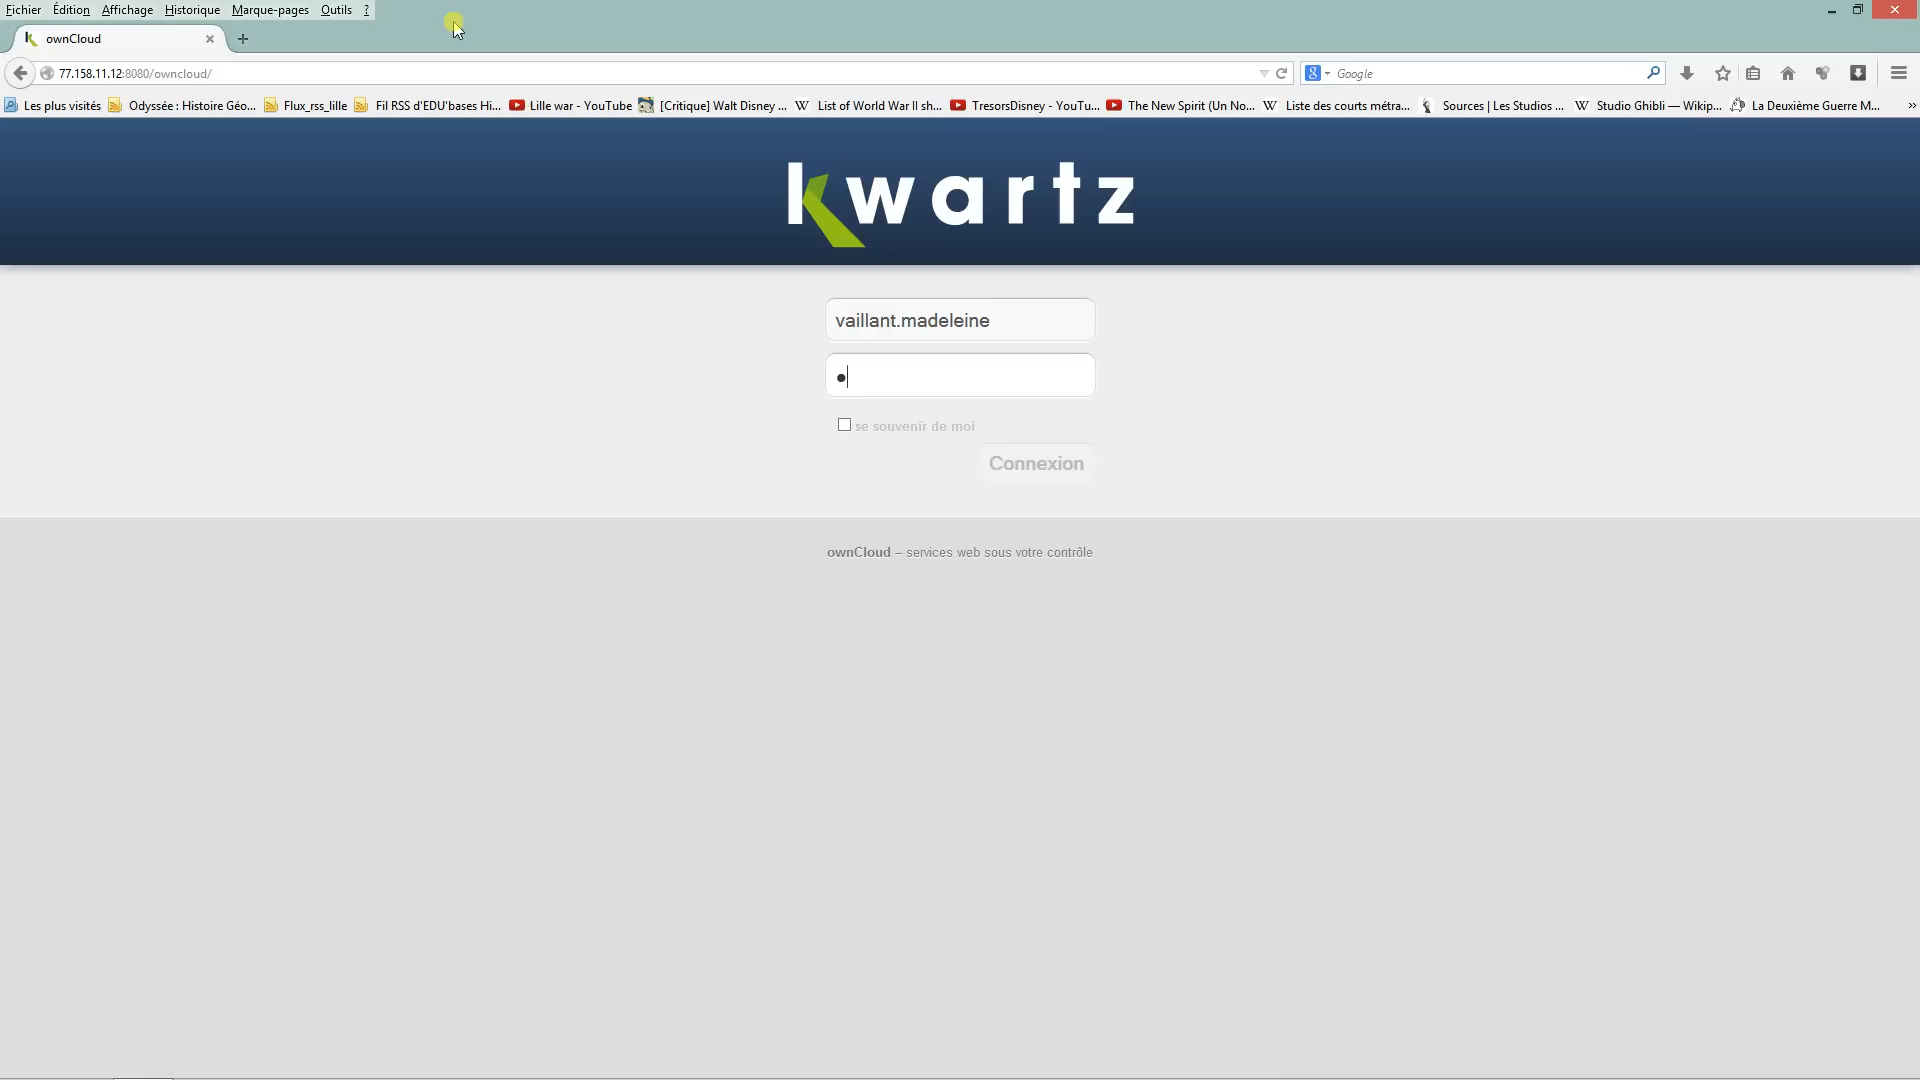 Fichier Édition Affichage Historique Marque-pages Outils ?
ownCloud
77.158.11.12:8080/owncloud/
Google
Les plus visités Odyssée : Histoire Géo... Flux_rss_lille Fil RSS d'EDU'bases Hi... Lille war - YouTube [Critique] Walt Disney ... List of World War II sh... TresorsDisney - YouTu... The New Spirit (Un No... Liste des courts métra... Sources | Les Studios ... Studio Ghibli — Wikip... La Deuxième Guerre M... »
kwartz
vaillant.madeleine
se souvenir de moi
Connexion
ownCloud – services web sous votre contrôle